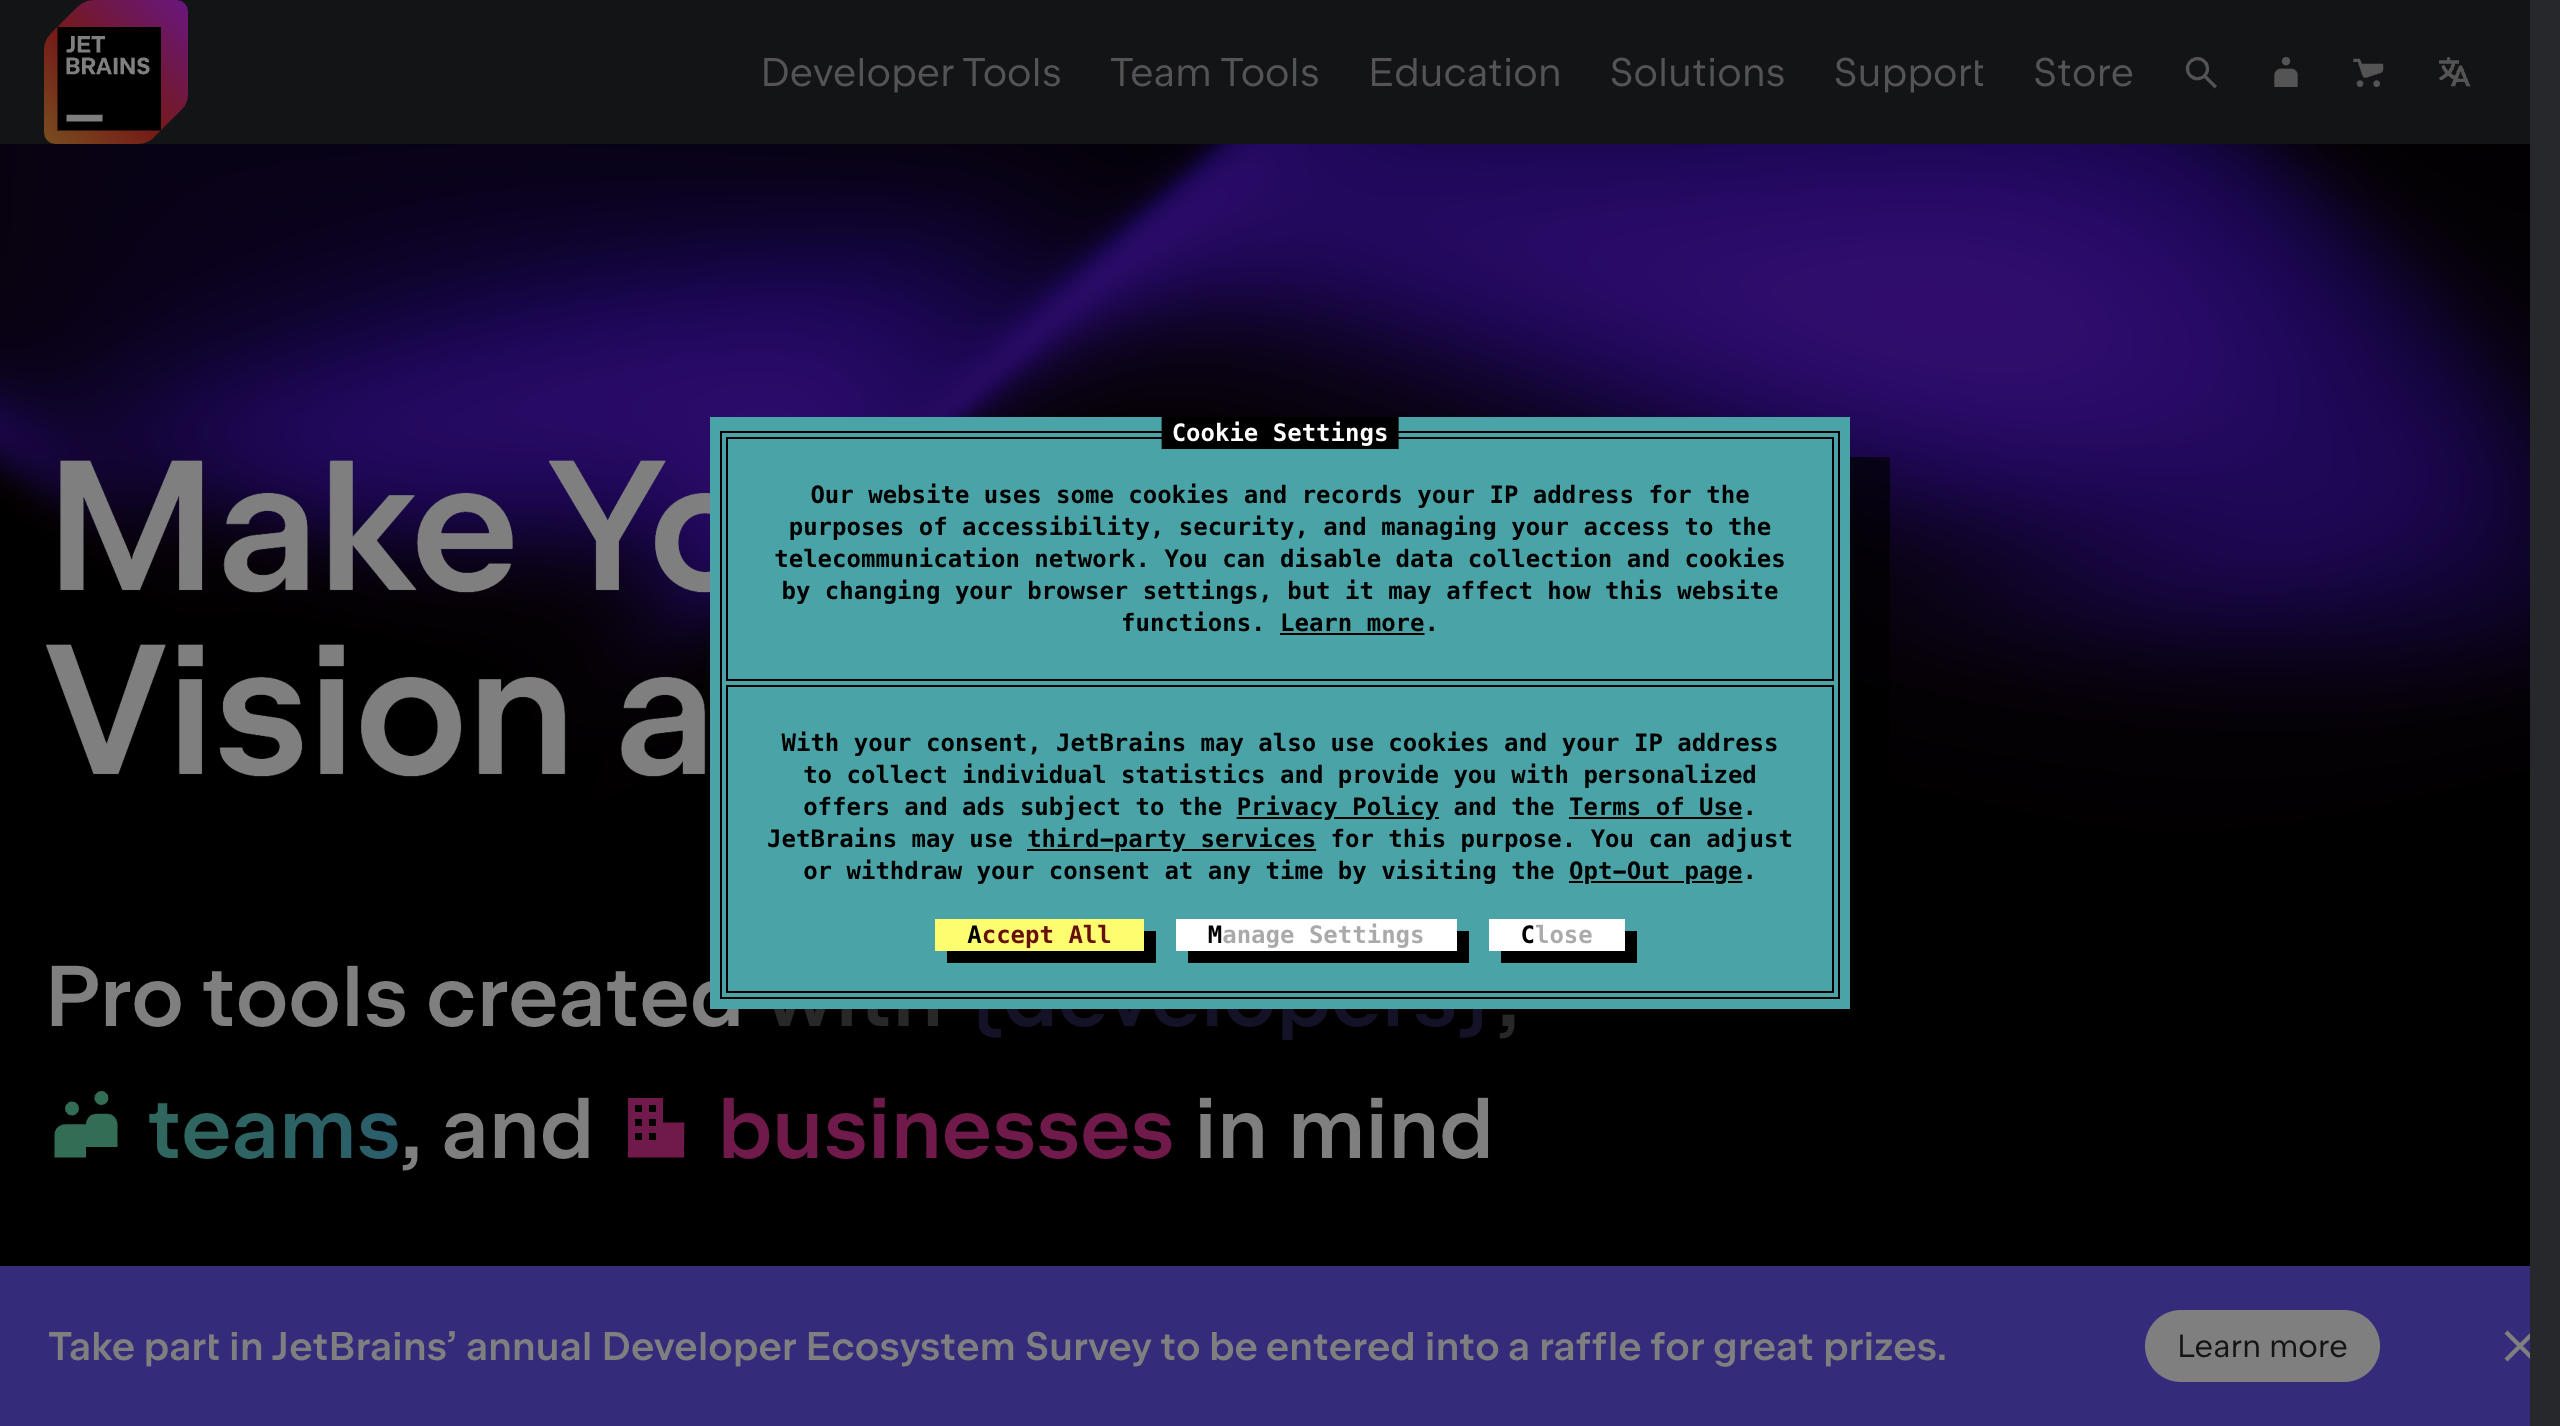 JET
BRAINS
Developer Tools Team Tools Education Solutions Support Store
Make Yo
Vision a
Cookie Settings
Our website uses some cookies and records your IP address for the
purposes of accessibility, security, and managing your access to the
telecommunication network. You can disable data collection and cookies
by changing your browser settings, but it may affect how this website
functions. Learn more.
With your consent, JetBrains may also use cookies and your IP address
to collect individual statistics and provide you with personalized
offers and ads subject to the Privacy Policy and the Terms of Use.
JetBrains may use third-party services for this purpose. You can adjust
or withdraw your consent at any time by visiting the Opt-Out page.
Accept All Manage Settings Close
Pro tools created with {developers},
teams, and businesses in mind
Take part in JetBrains’ annual Developer Ecosystem Survey to be entered into a raffle for great prizes.
Learn more